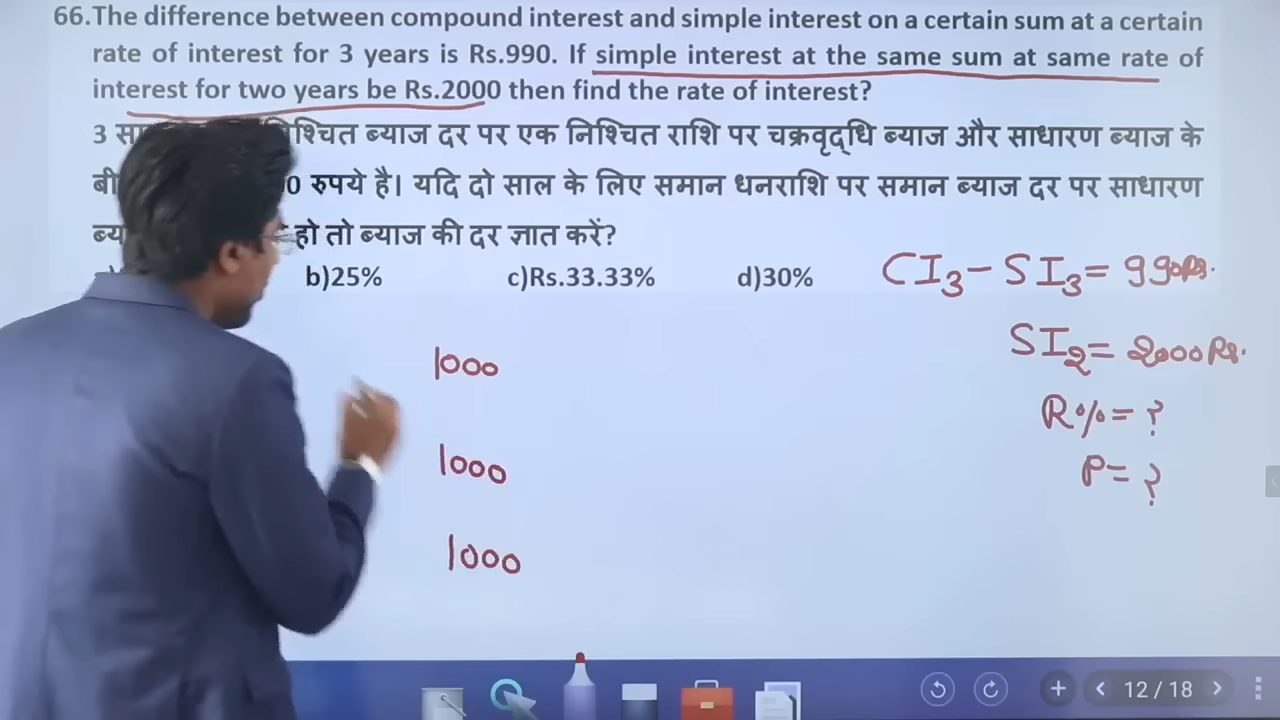 66.The difference between compound interest and simple interest on a certain sum at a certain
rate of interest for 3 years is Rs.990. If simple interest at the same sum at same rate of
interest for two years be Rs.2000 then find the rate of interest?
3 निश्चित ब्याज दर पर एक निश्चित राशि पर चक्रवृद्धि ब्याज और साधारण ब्याज के
रुपये है। यदि दो साल के लिए समान धनराशि पर समान ब्याज दर पर साधारण
हो तो ब्याज की दर ज्ञात करें?
b)25% c)Rs.33.33% d)30%
CI3 - SI3 = 990Rs.
SI2 = 2000Rs.
R% = ?
P = ?
1000
1000
1000
12 / 18